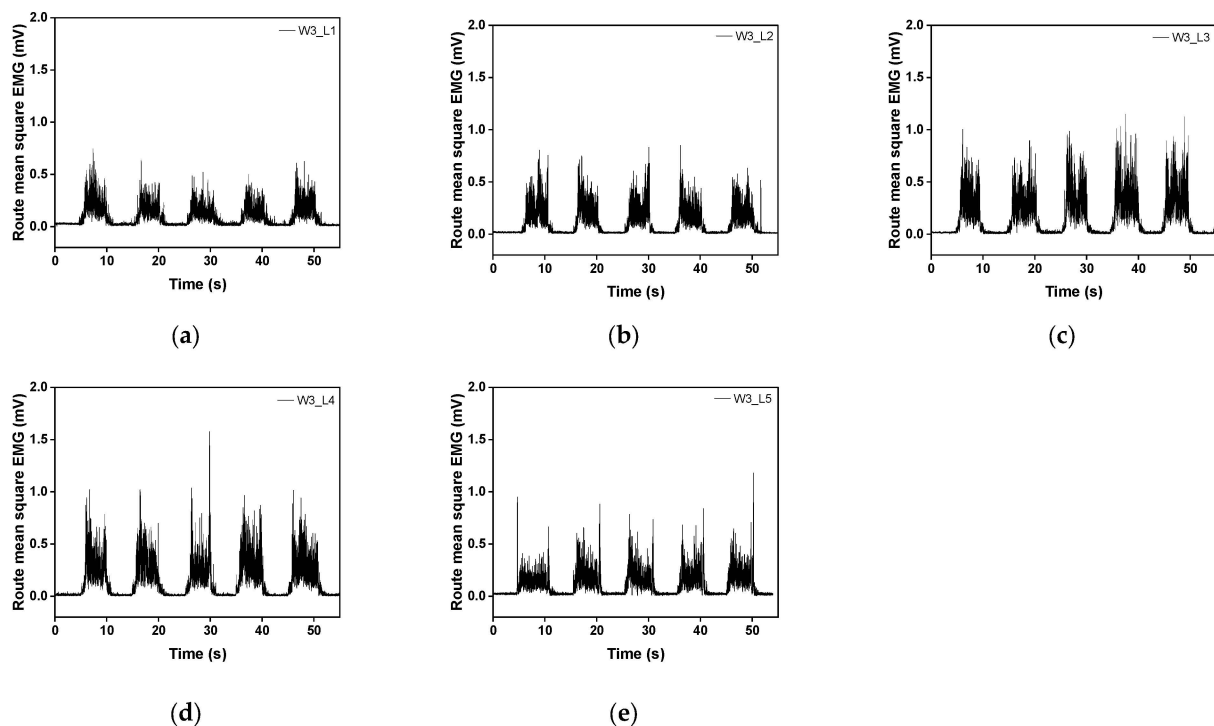 2.0
W3_L1
1.5
1.0
0.5
0.0
Route mean square EMG (mV)
0 10 20 30 40 50
Time (s)
(a)
2.0
W3_L2
1.5
1.0
0.5
0.0
Route mean square EMG (mV)
0 10 20 30 40 50
Time (s)
(b)
2.0
W3_L3
1.5
1.0
0.5
0.0
Route mean square EMG (mV)
0 10 20 30 40 50
Time (s)
(c)
2.0
W3_L4
1.5
1.0
0.5
0.0
Route mean square EMG (mV)
0 10 20 30 40 50
Time (s)
(d)
2.0
W3_L5
1.5
1.0
0.5
0.0
Route mean square EMG (mV)
0 10 20 30 40 50
Time (s)
(e)